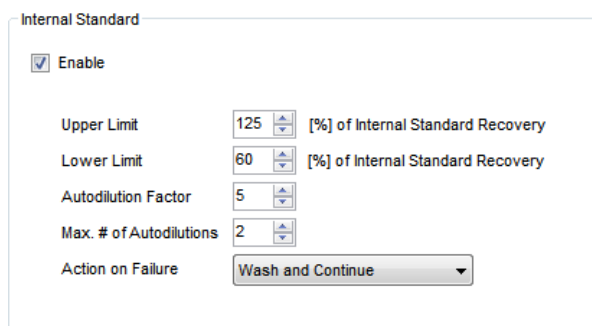 Internal Standard
Enable
Upper Limit 125 [%] of Internal Standard Recovery
Lower Limit 60 [%] of Internal Standard Recovery
Autodilution Factor 5
Max. # of Autodilutions 2
Action on Failure Wash and Continue